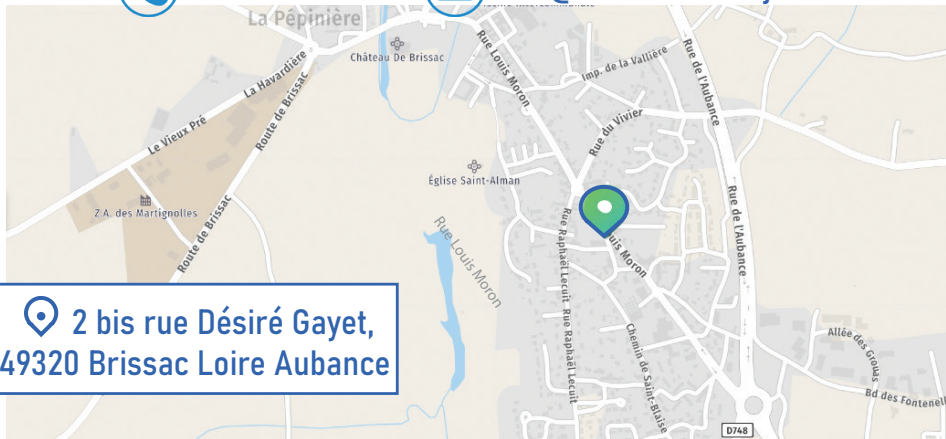 La Pépinière
Château De Brissac
La Havardière
Le Vieux Pré
Route de Brissac
Rue Louis Moron
Imp. de la Vallière
Rue de l'Aubance
Rue du Vivier
Église Saint-Alman
Z.A. des Martignolles
Route de Brissac
Rue Louis Moron
Rue Raphaël Lecuit
Rue Raphaël Lecuit
uis Moron
Rue de l'Aubance
Chemin de Saint-Blaise
Allée des Grouas
Bd des Fontenell
D748
2 bis rue Désiré Gayet,
49320 Brissac Loire Aubance